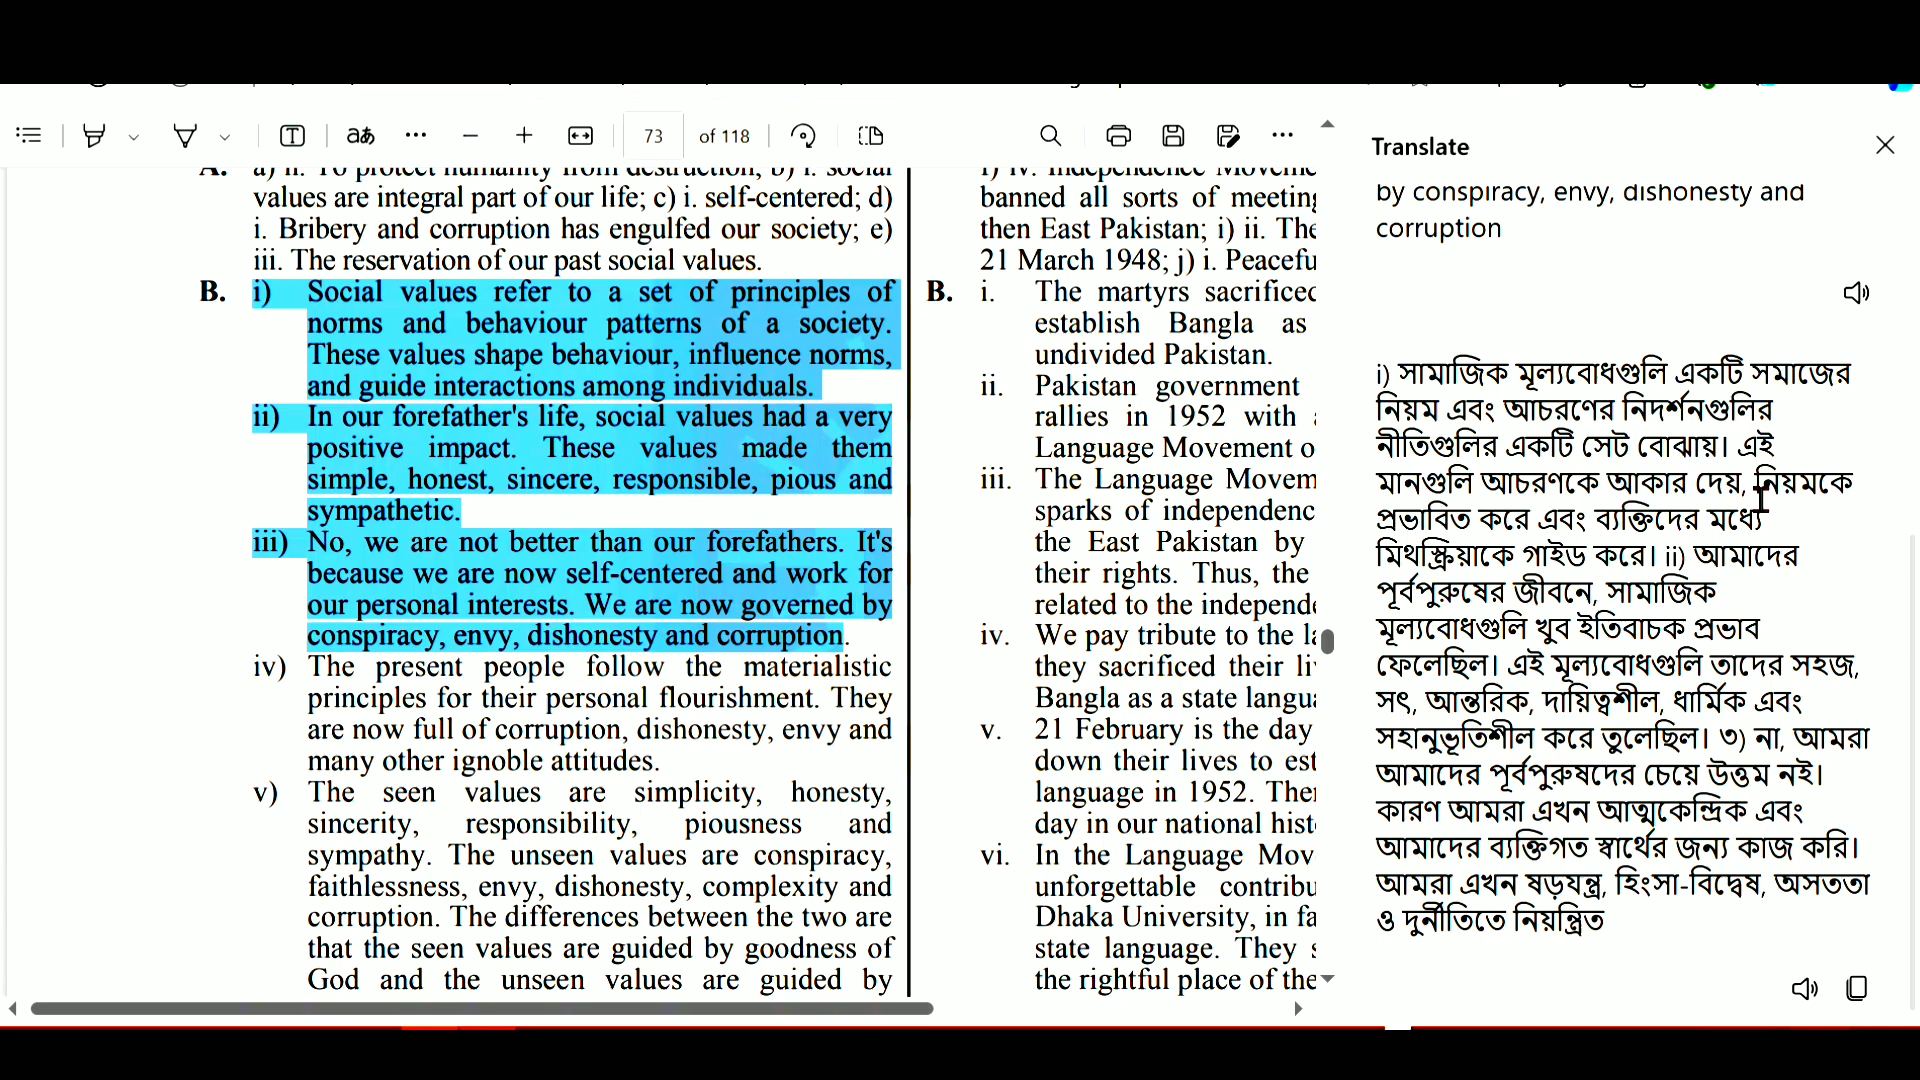 73 of 118
A. a) ii. To protect humanity from destruction; b) i. social
values are integral part of our life; c) i. self-centered; d)
i. Bribery and corruption has engulfed our society; e)
iii. The reservation of our past social values.
B. i) Social values refer to a set of principles of
norms and behaviour patterns of a society.
These values shape behaviour, influence norms,
and guide interactions among individuals.
ii) In our forefather's life, social values had a very
positive impact. These values made them
simple, honest, sincere, responsible, pious and
sympathetic.
iii) No, we are not better than our forefathers. It's
because we are now self-centered and work for
our personal interests. We are now governed by
conspiracy, envy, dishonesty and corruption.
iv) The present people follow the materialistic
principles for their personal flourishment. They
are now full of corruption, dishonesty, envy and
many other ignoble attitudes.
v) The seen values are simplicity, honesty,
sincerity, responsibility, piousness and
sympathy. The unseen values are conspiracy,
faithlessness, envy, dishonesty, complexity and
corruption. The differences between the two are
that the seen values are guided by goodness of
God and the unseen values are guided by
banned all sorts of meeting
then East Pakistan; i) ii. The
21 March 1948; j) i. Peacefu
B. i. The martyrs sacrificed
establish Bangla as
undivided Pakistan.
ii. Pakistan government
rallies in 1952 with
Language Movement o
iii. The Language Movem
sparks of independenc
the East Pakistan by
their rights. Thus, the
related to the independe
iv. We pay tribute to the la
they sacrificed their li
Bangla as a state langua
v. 21 February is the day
down their lives to est
language in 1952. Ther
day in our national hist
vi. In the Language Mov
unforgettable contribu
Dhaka University, in fa
state language. They s
the rightful place of the
Translate
by conspiracy, envy, dishonesty and
corruption
i) সামাজিক মূল্যবোধগুলি একটি সমাজের
নিয়ম এবং আচরণের নিদর্শনগুলির
নীতিগুলির একটি সেট বোঝায়। এই
মানগুলি আচরণকে আকার দেয়, নিয়মকে
প্রভাবিত করে এবং ব্যক্তিদের মধ্যে
মিথস্ক্রিয়াকে গাইড করে। ii) আমাদের
পূর্বপুরুষের জীবনে, সামাজিক
মূল্যবোধগুলি খুব ইতিবাচক প্রভাব
ফেলেছিল। এই মূল্যবোধগুলি তাদের সহজ,
সৎ, আন্তরিক, দায়িত্বশীল, ধার্মিক এবং
সহানুভূতিশীল করে তুলেছিল। ৩) না, আমরা
আমাদের পূর্বপুরুষদের চেয়ে উত্তম নই।
কারণ আমরা এখন আত্মকেন্দ্রিক এবং
আমাদের ব্যক্তিগত স্বার্থের জন্য কাজ করি।
আমরা এখন ষড়যন্ত্র, হিংসা-বিদ্বেষ, অসততা
ও দুর্নীতিতে নিয়ন্ত্রিত